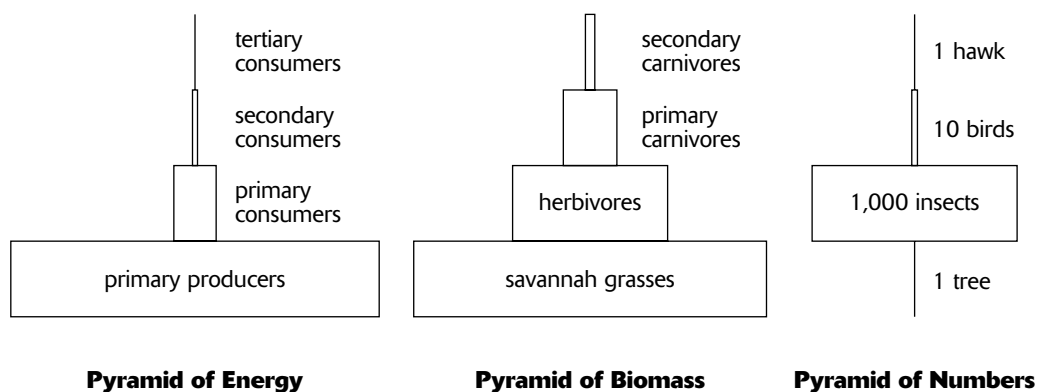 tertiary
consumers
secondary
consumers
primary
consumers
primary producers
Pyramid of Energy
secondary
carnivores
primary
carnivores
herbivores
savannah grasses
Pyramid of Biomass
1 hawk
10 birds
1,000 insects
1 tree
Pyramid of Numbers